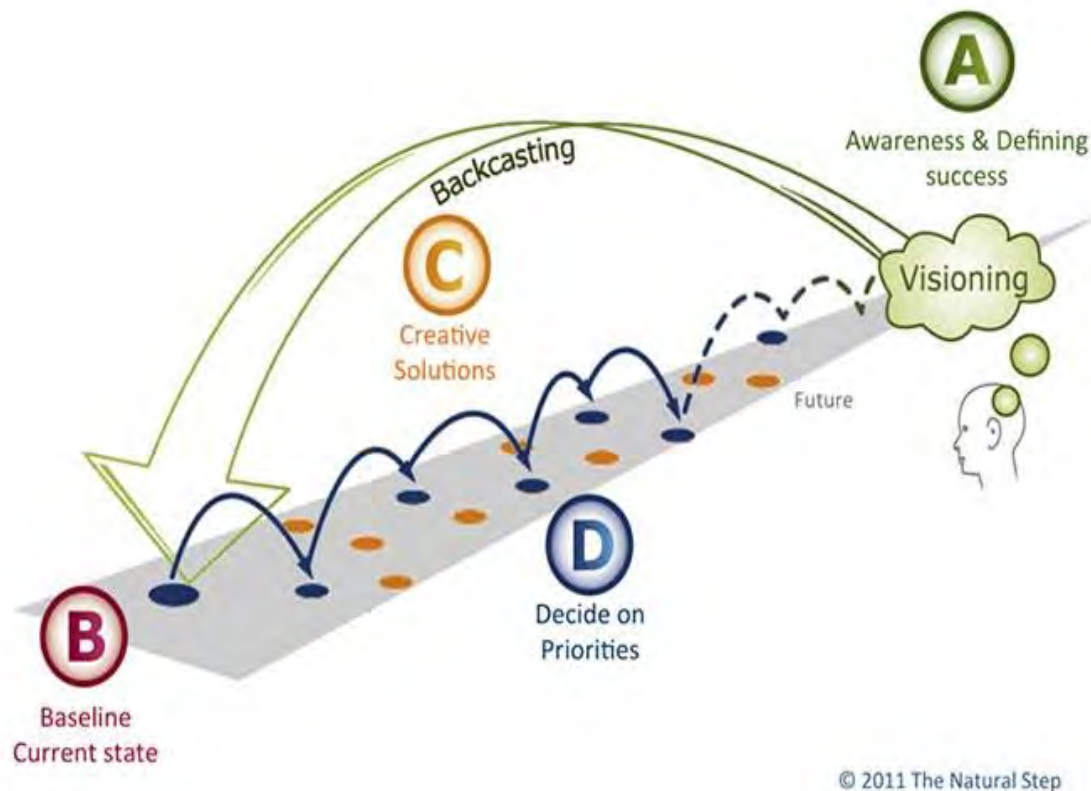 A
Awareness & Defining
success
Backcasting
Visioning
C
Creative
Solutions
Future
D
Decide on
Priorities
B
Baseline
Current state
© 2011 The Natural Step